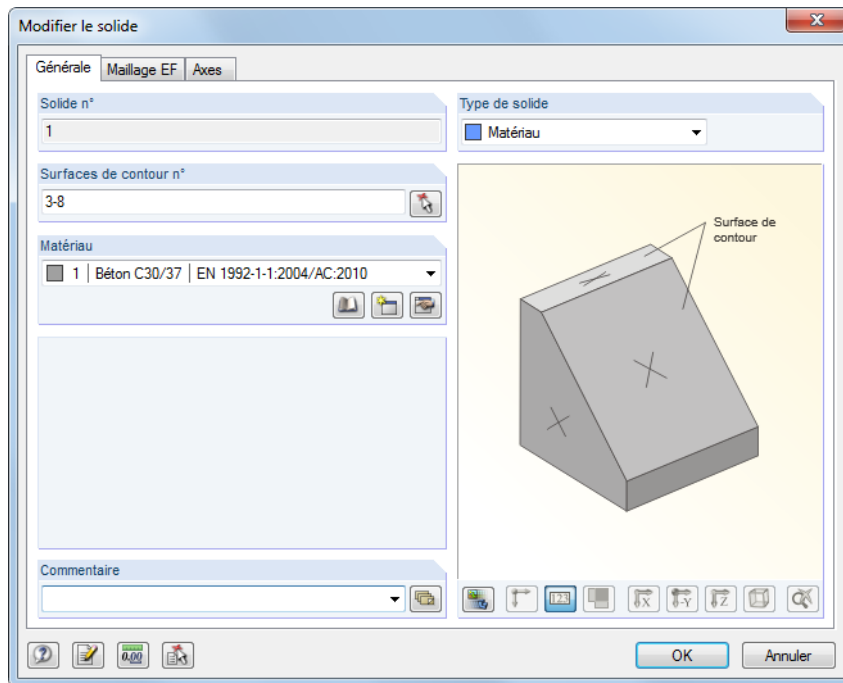 Modifier le solide
Générale Maillage EF Axes
Solide n°
1
Type de solide
Matériau
Surfaces de contour n°
3-8
Matériau
1 Béton C30/37 EN 1992-1-1:2004/AC:2010
Surface de
contour
Commentaire
123 X -Y Z
0.00
OK Annuler